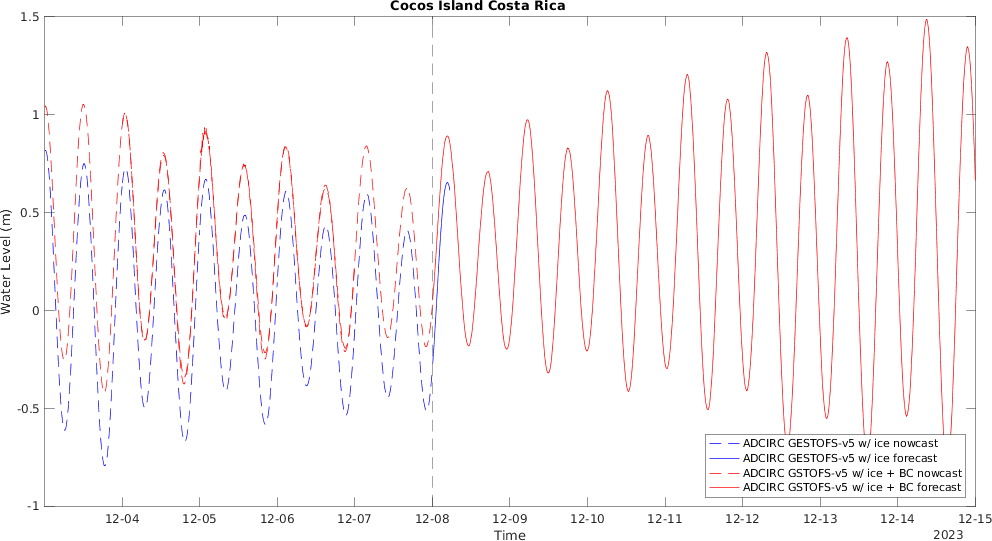 Cocos Island Costa Rica
Water Level (m)
1.5
1
0.5
0
-0.5
-1
ADCIRC GESTOFS-v5 w/ ice nowcast
ADCIRC GESTOFS-v5 w/ ice forecast
ADCIRC GSTOFS-v5 w/ ice + BC nowcast
ADCIRC GSTOFS-v5 w/ ice + BC forecast
12-04 12-05 12-06 12-07 12-08 12-09 12-10 12-11 12-12 12-13 12-14 12-15
Time
2023